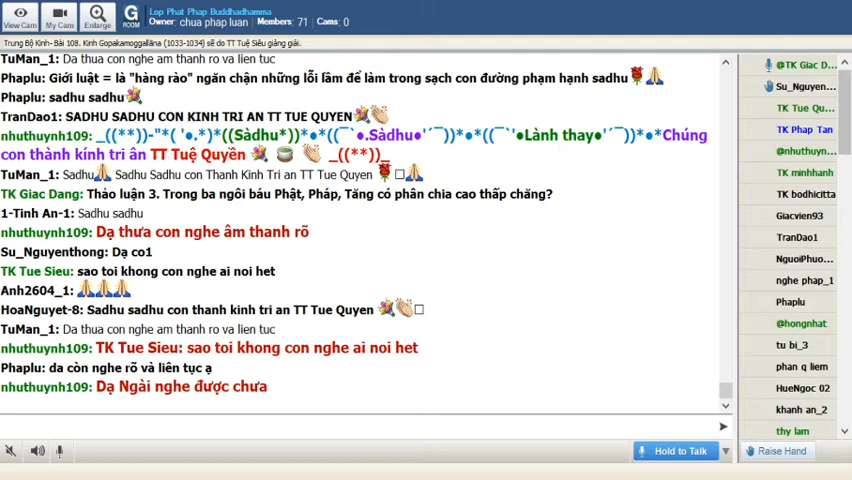 View Cam
My Cam
Enlarge
G
ROOM
Lop Phat Phap Buddhadhamma
Owner: chua phap luan Members: 71 Cams: 0
Trung Bộ Kinh- Bài 108. Kinh Gopakamoggallàna (1033-1034) sẽ do TT Tuệ Siêu giảng giải.
TuMan_1: Da thua con nghe am thanh ro va lien tuc
Phaplu: Giới luật = là "hàng rào" ngăn chận những lỗi lầm để làm trong sạch con đường phạm hạnh sadhu
Phaplu: sadhu sadhu
TranDao1: SADHU SADHU CON KINH TRI AN TT TUE QUYEN
nhuthuynh109: _((**))-"*( '●.*)*((Sàdhu*))*●*●((¯`●.Sàdhu●'´¯))*●*●((¯`'●Lành thay●'´¯))*●*●Chúng
con thành kính tri ân TT Tuệ Quyền _((**))_
TuMan_1: Sadhu Sadhu Sadhu con Thanh Kinh Tri an TT Tue Quyen
TK Giac Dang: Thảo luận 3. Trong ba ngôi báu Phật, Pháp, Tăng có phân chia cao thấp chăng?
1-Tinh An-1: Sadhu sadhu
nhuthuynh109: Dạ thưa con nghe âm thanh rõ
Su_Nguyenthong: Dạ co1
TK Tue Sieu: sao toi khong con nghe ai noi het
Anh2604_1:
HoaNguyet-8: Sadhu sadhu con thanh kinh tri an TT Tue Quyen
TuMan_1: Da thua con nghe am thanh ro va lien tuc
nhuthuynh109: TK Tue Sieu: sao toi khong con nghe ai noi het
Phaplu: da còn nghe rõ và liên tục ạ
nhuthuynh109: Dạ Ngài nghe được chưa
Hold to Talk
@TK Giac D...
Su_Nguyen...
TK Tue Qu...
TK Phap Tan
@nhuthuyn...
TK minhhanh
TK bodhicitta
Giacvien93
TranDao1
NguoiPhuo...
nghe phap_1
Phaplu
@hongnhat
tu bi_3
phan q liem
HueNgoc 02
khanh an_2
thy lam
Raise Hand